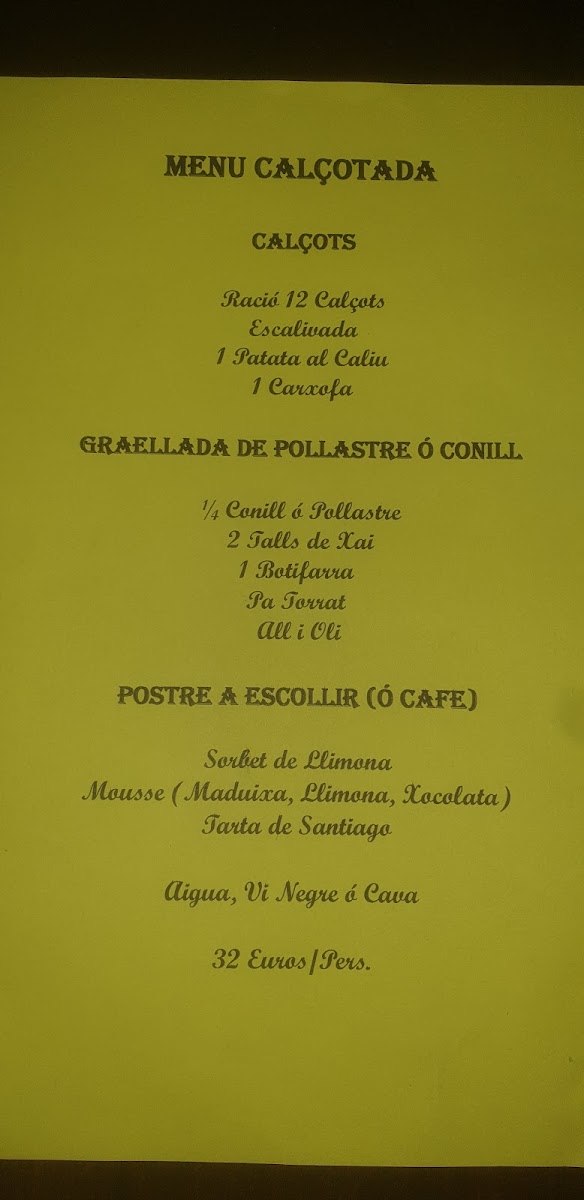 MENU CALÇOTADA
CALÇOTS
Ració 12 Calçots
Escalivada
1 Patata al Caliu
1 Carxofa
GRAELLADA DE POLLASTRE Ó CONILL
¼ Conill ó Pollastre
2 Talls de Xai
1 Botifarra
Pa Torrat
All i Oli
POSTRE A ESCOLLIR (Ó CAFE)
Sorbet de Llimona
Mousse (Maduixa, Llimona, Xocolata)
Tarta de Santiago
Aigua, Vi Negre ó Cava
32 Euros/Pers.